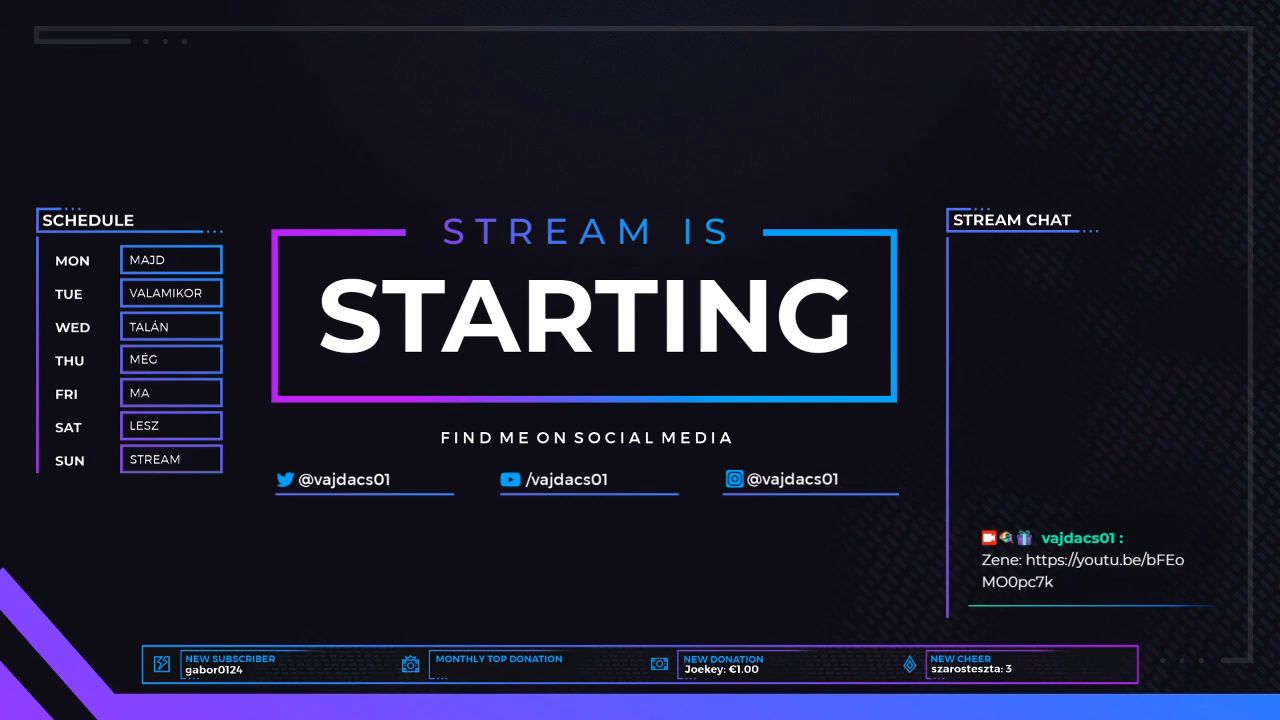 SCHEDULE
MON MAJD
TUE VALAMIKOR
WED TALÁN
THU MÉG
FRI MA
SAT LESZ
SUN STREAM
STREAM IS
STARTING
FIND ME ON SOCIAL MEDIA
@vajdacs01
/vajdacs01
@vajdacs01
STREAM CHAT
vajdacs01 :
Zene: https://youtu.be/bFEo
MO0pc7k
NEW SUBSCRIBER
gabor0124
MONTHLY TOP DONATION
NEW DONATION
Joekey: €1.00
NEW CHEER
szarosteszta: 3